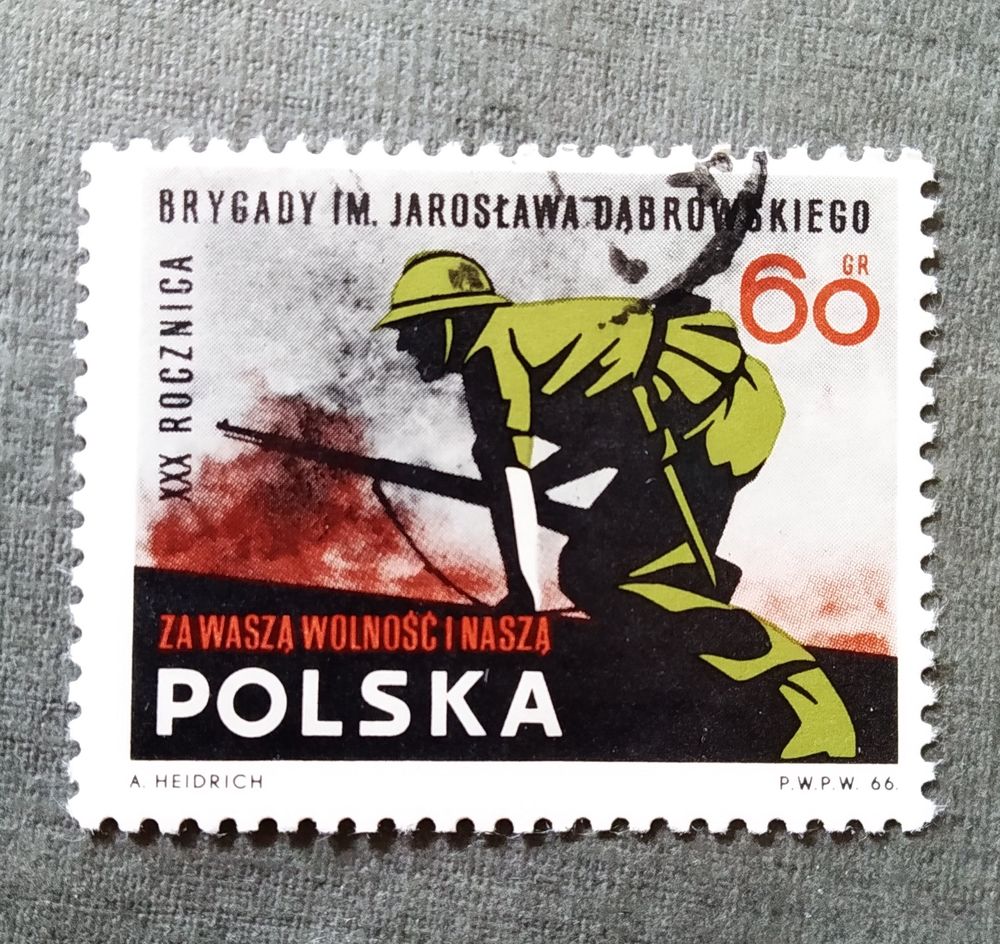 XXX ROCZNICA
BRYGADY IM. JAROSŁAWA DĄBROWSKIEGO
60 GR
ZA WASZĄ WOLNOŚĆ I NASZĄ
POLSKA
A. HEIDRICH
P.W.P.W. 66.